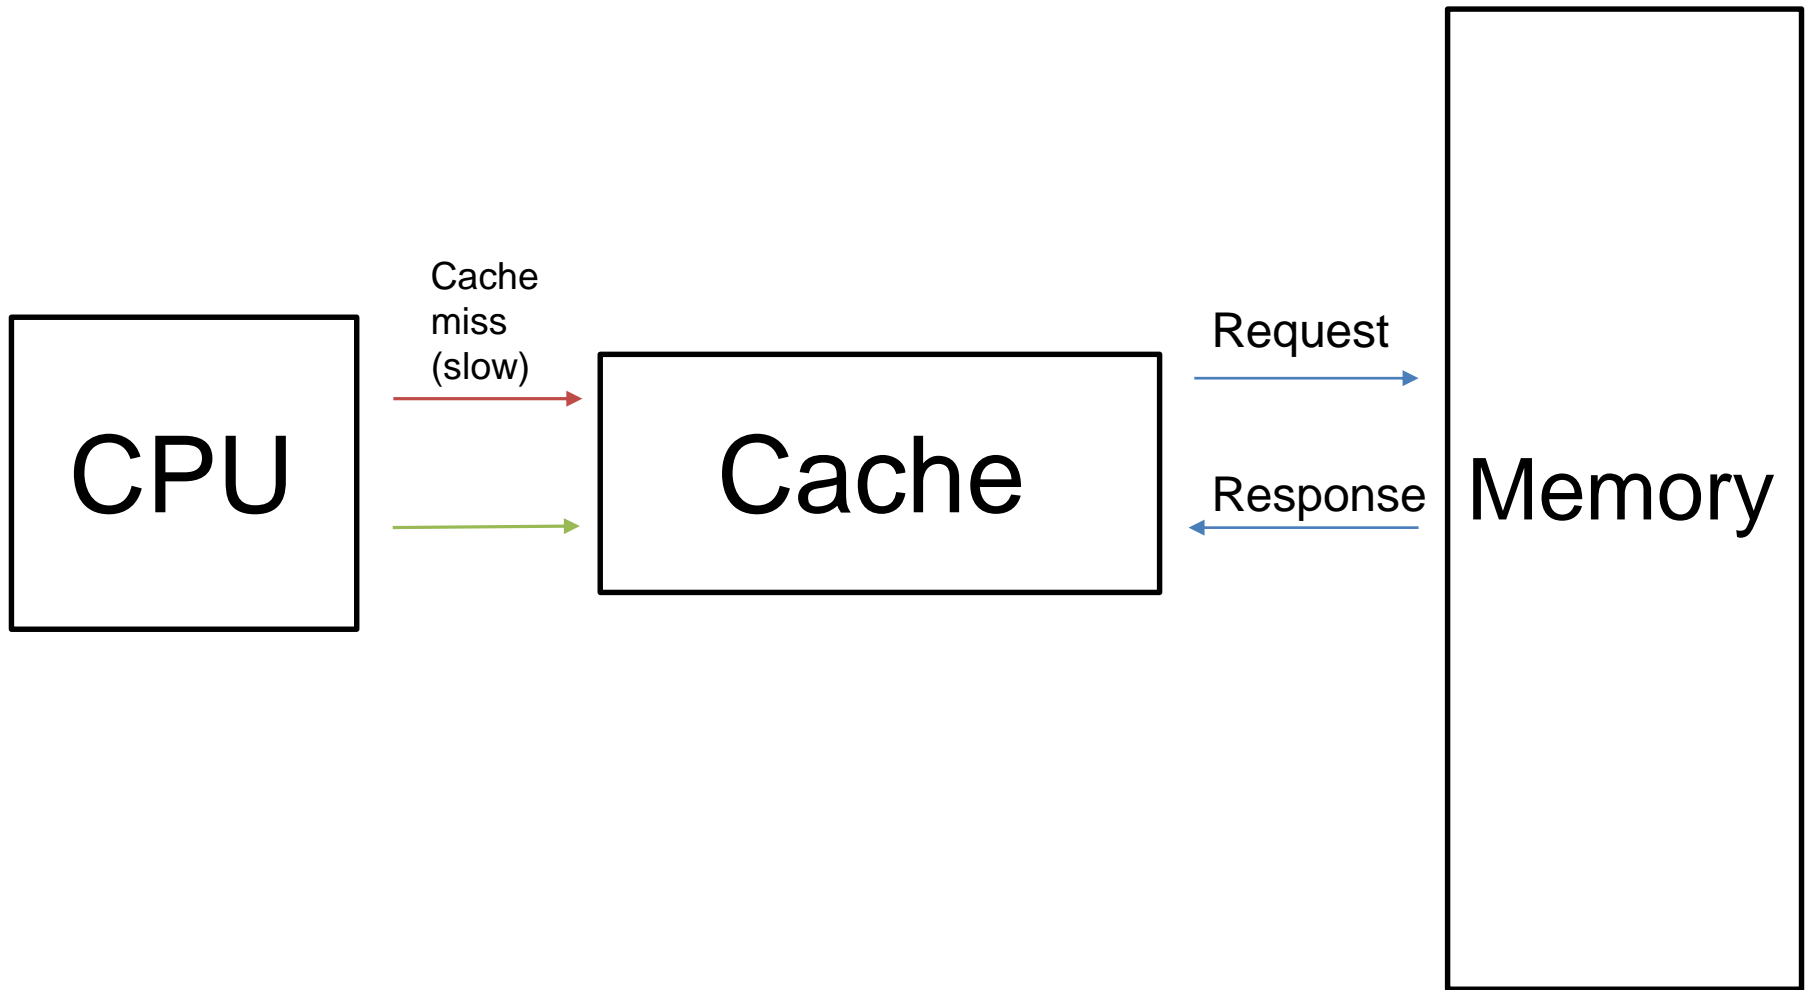 CPU
Cache
miss
(slow)
Cache
Request
Response
Memory